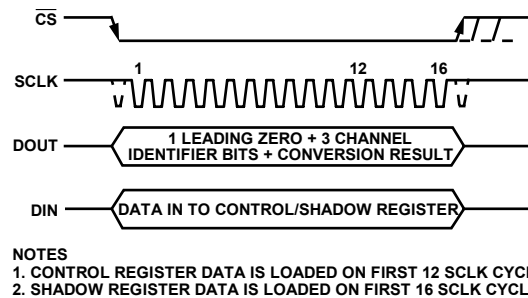 CS
1 12 16
SCLK
DOUT
1 LEADING ZERO + 3 CHANNEL
IDENTIFIER BITS + CONVERSION RESULT
DIN
DATA IN TO CONTROL/SHADOW REGISTER
NOTES
1. CONTROL REGISTER DATA IS LOADED ON FIRST 12 SCLK
2. SHADOW REGISTER DATA IS LOADED ON FIRST 16 SCLK